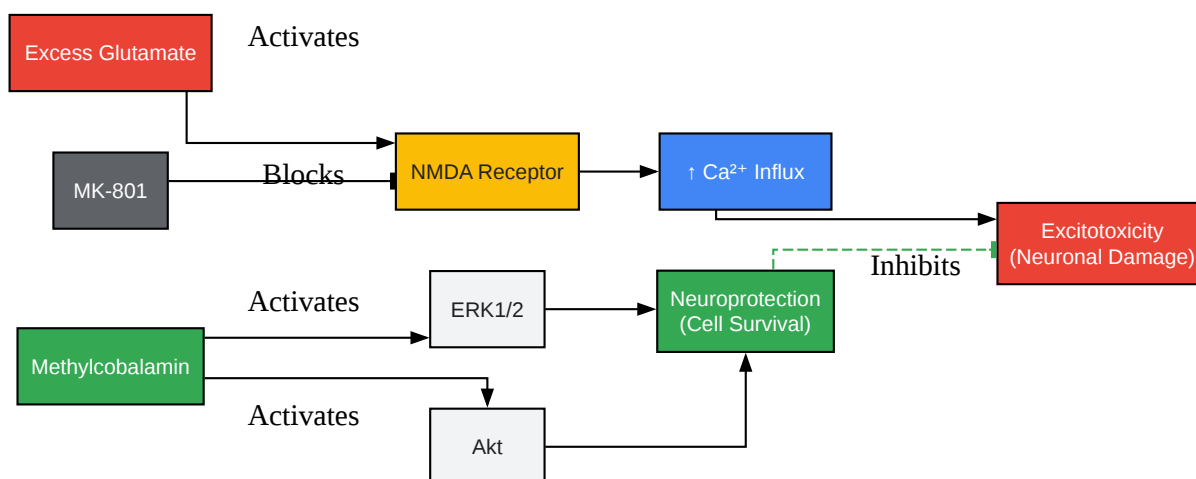 Excess Glutamate
Activates
MK-801
Blocks
NMDA Receptor
↑ Ca²⁺ Influx
Excitotoxicity
(Neuronal Damage)
Inhibits
Methylcobalamin
Activates
ERK1/2
Neuroprotection
(Cell Survival)
Activates
Akt